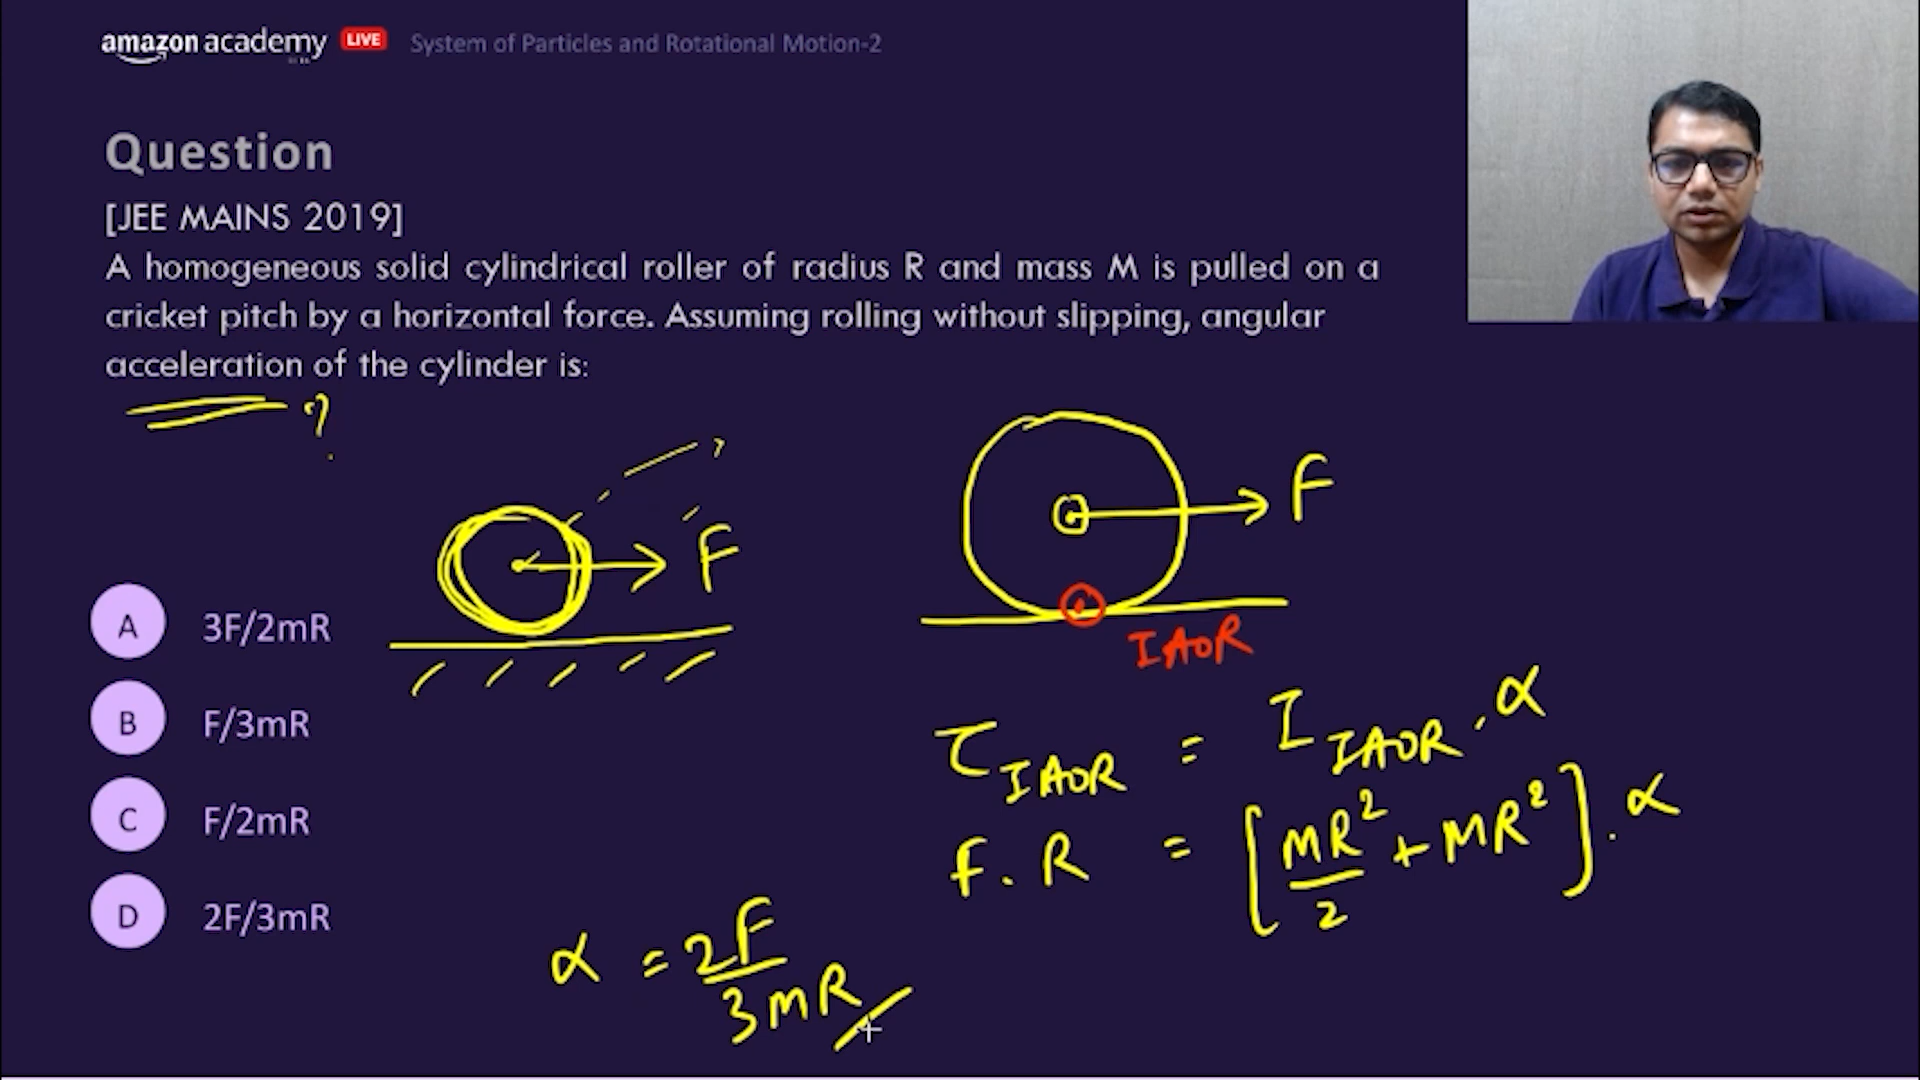 amazon academy LIVE System of Particles and Rotational Motion-2
Question
[JEE MAINS 2019]
A homogeneous solid cylindrical roller of radius R and mass M is pulled on a
cricket pitch by a horizontal force. Assuming rolling without slipping, angular
acceleration of the cylinder is:
?
F
F
IAOR
A 3F/2mR
B F/3mR
C F/2mR
D 2F/3mR
τ_IAOR = I_IAOR . α
F. R = [MR²/2 + MR²] . α
α = 2F/3mR